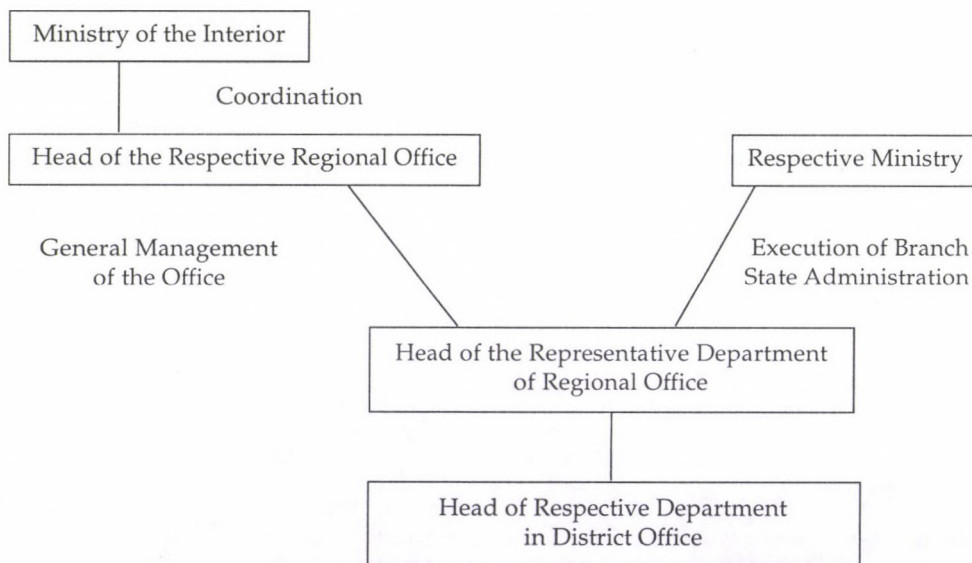 Ministry of the Interior
Coordination
Head of the Respective Regional Office
Respective Ministry
General Management
of the Office
Execution of Branch
State Administration
Head of the Representative Department
of Regional Office
Head of Respective Department
in District Office